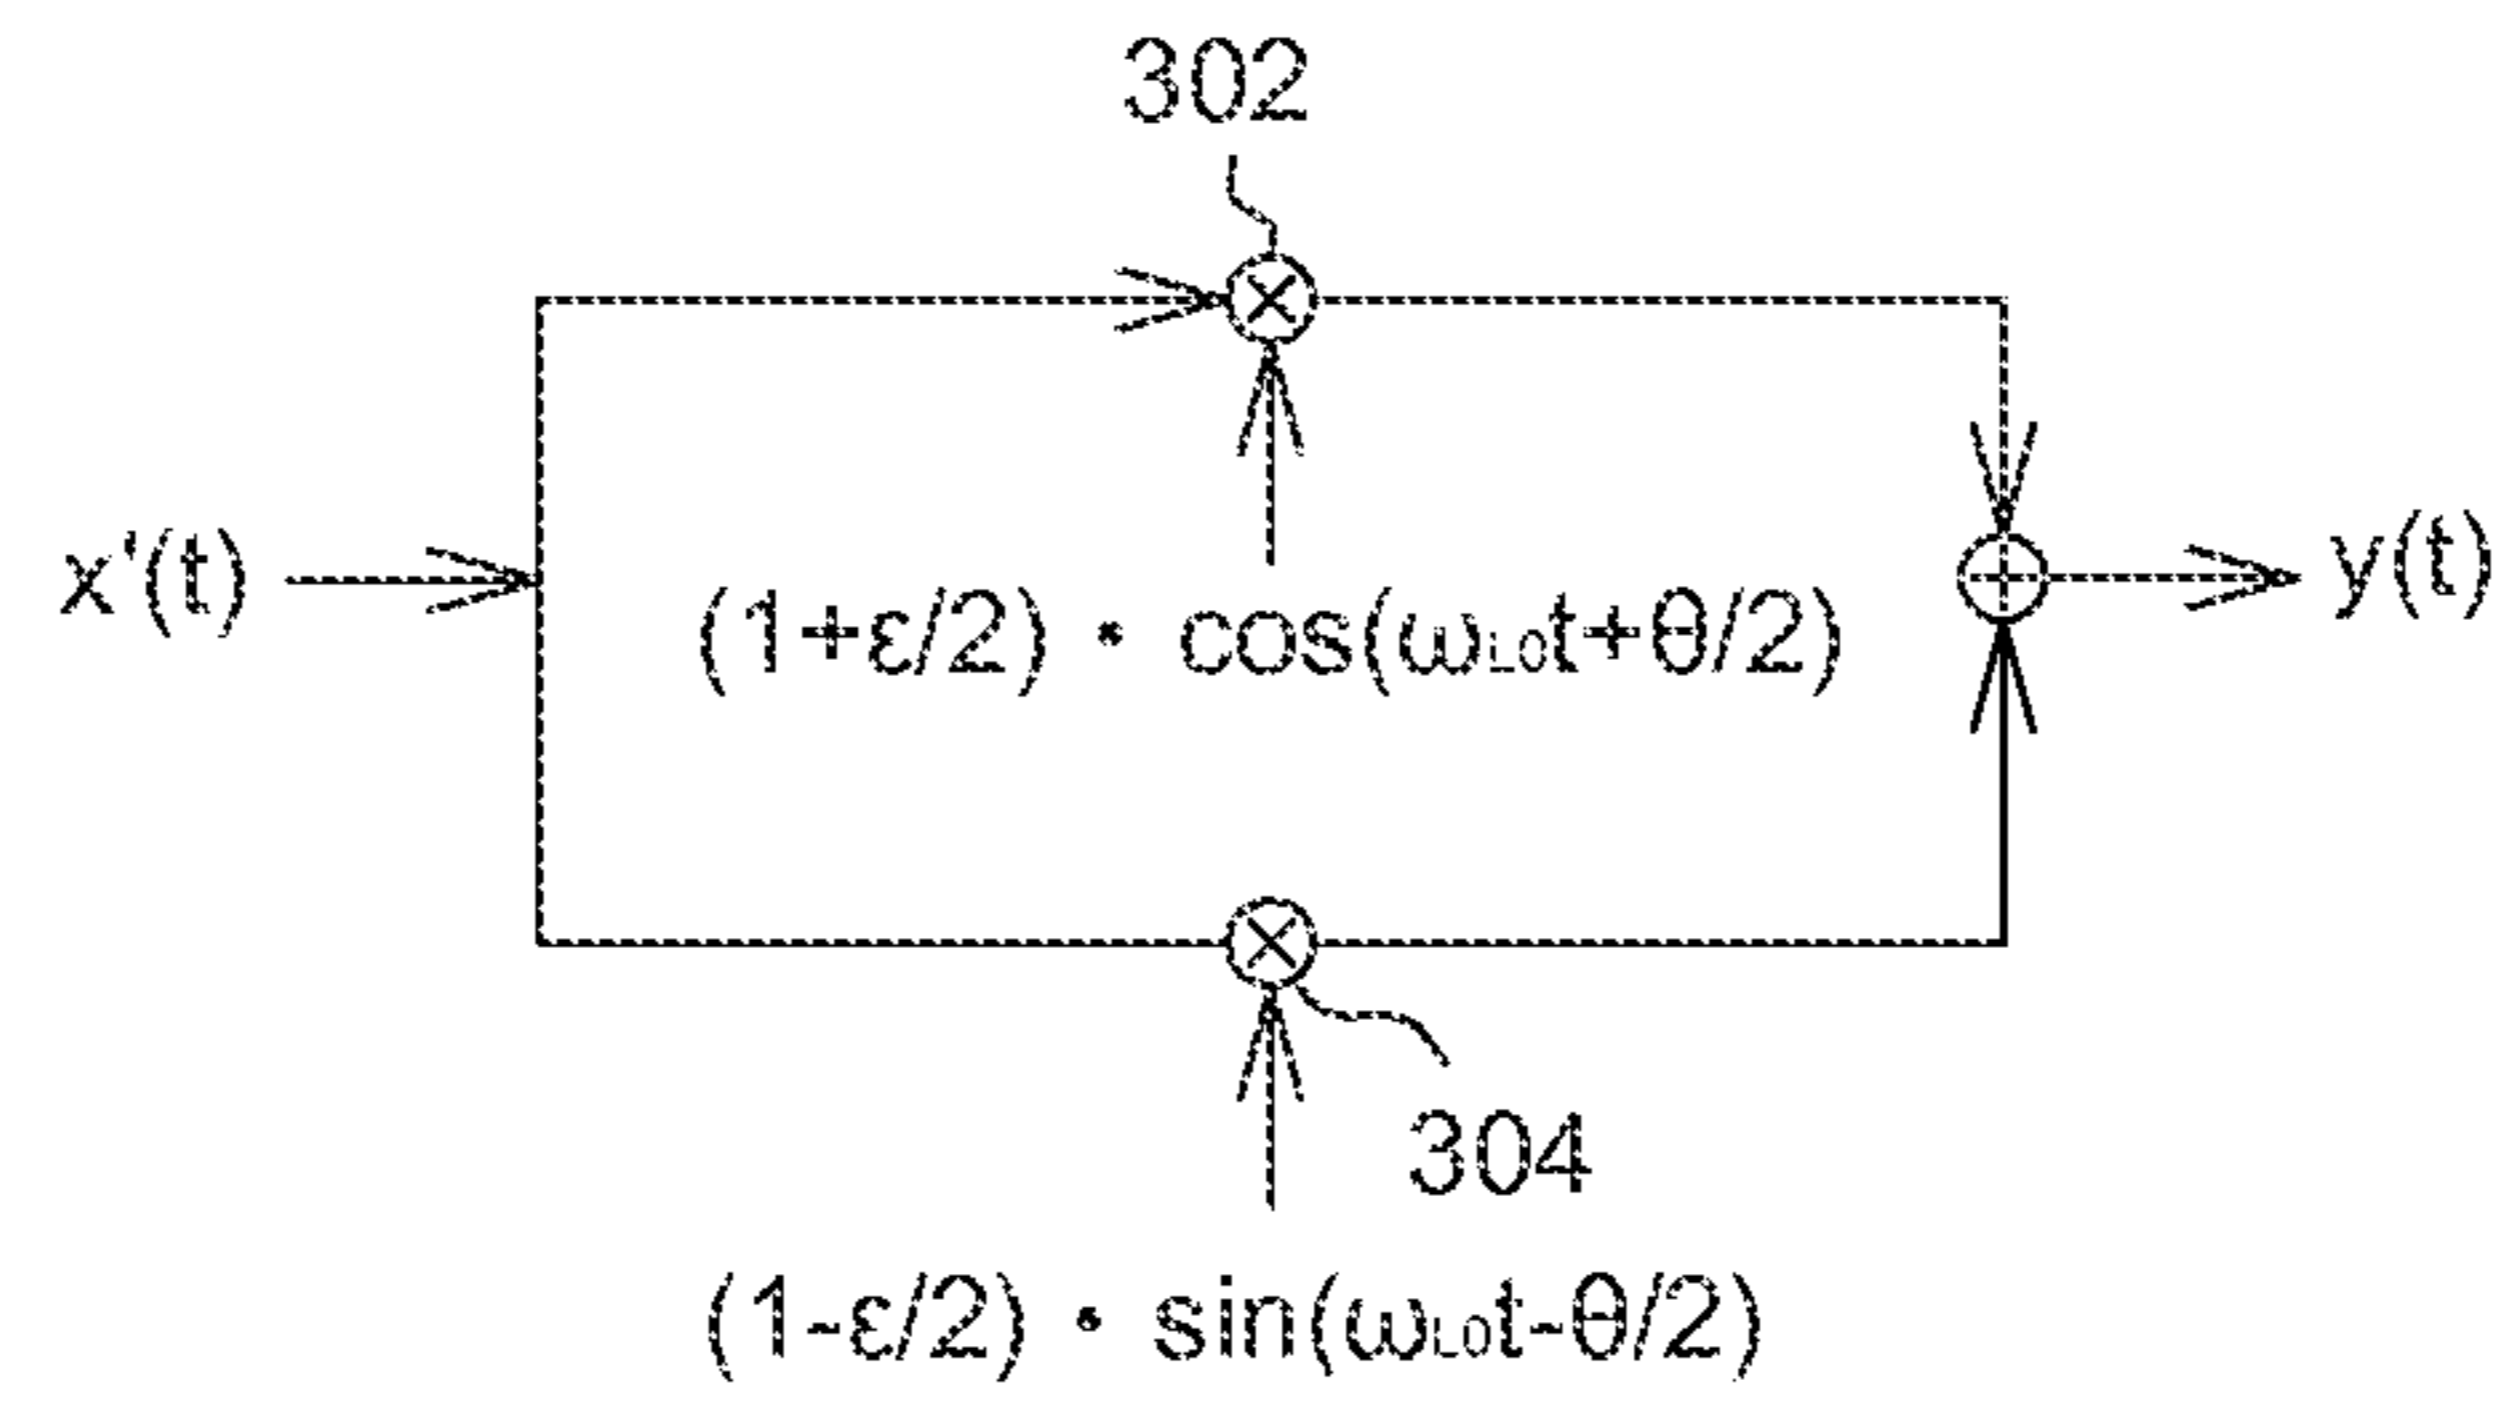 302
x'(t)
(1+ε/2) • cos(ωLOt+θ/2)
y(t)
304
(1-ε/2) • sin(ωLOt-θ/2)